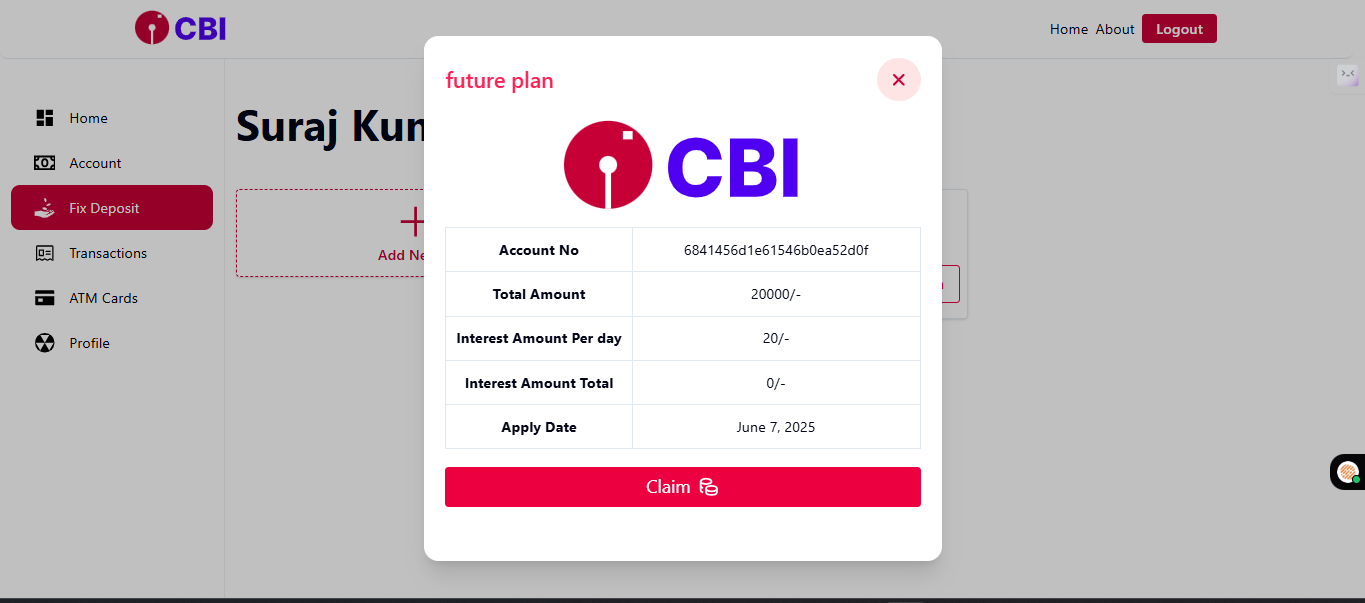 CBI
Home About Logout
Home
Account
Fix Deposit
Transactions
ATM Cards
Profile
Suraj
future plan
CBI
Account No 6841456d1e61546b0ea52d0f
Total Amount 20000/-
Interest Amount Per day 20/-
Interest Amount Total 0/-
Apply Date June 7, 2025
Claim
Add